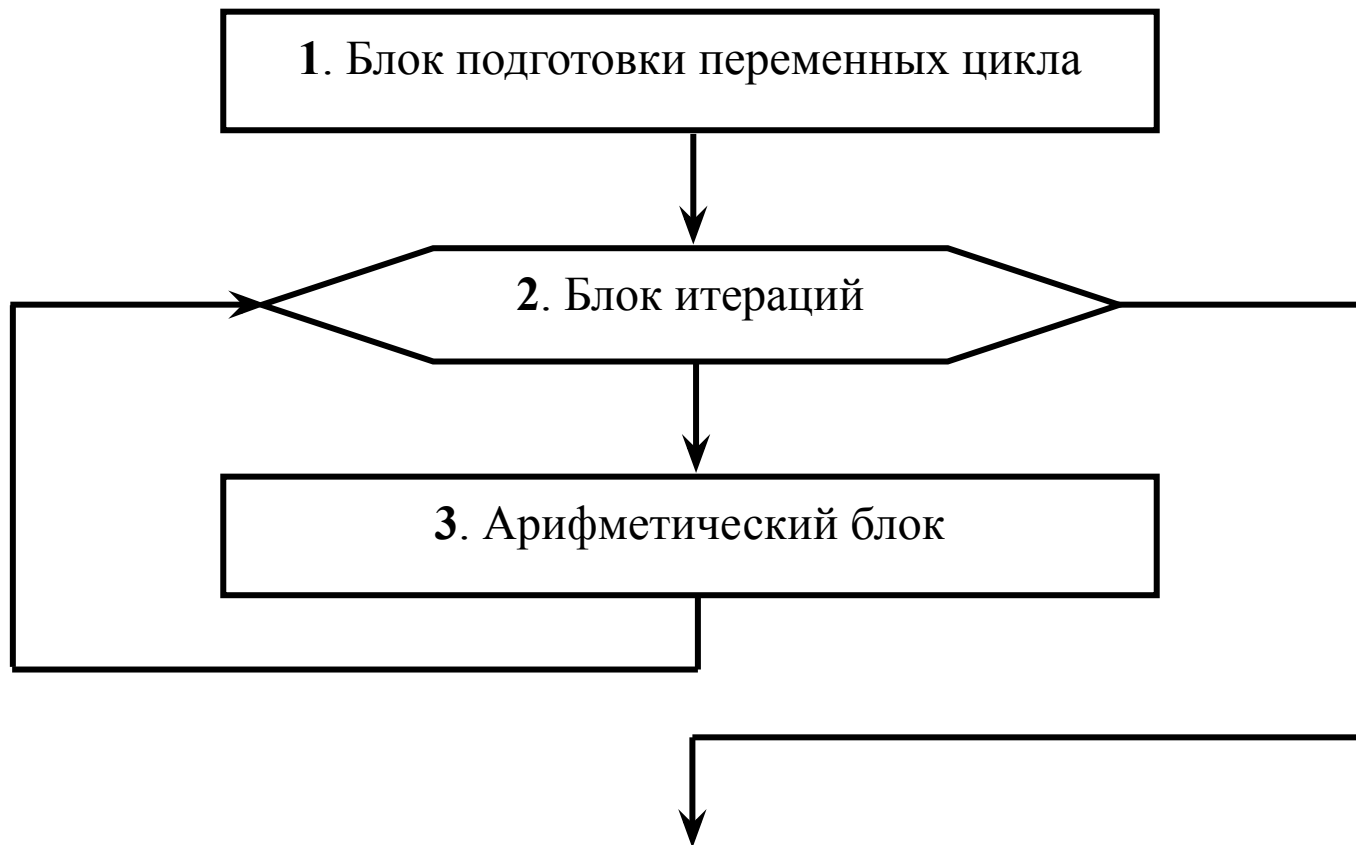 1. Блок подготовки переменных цикла
2. Блок итераций
3. Арифметический блок